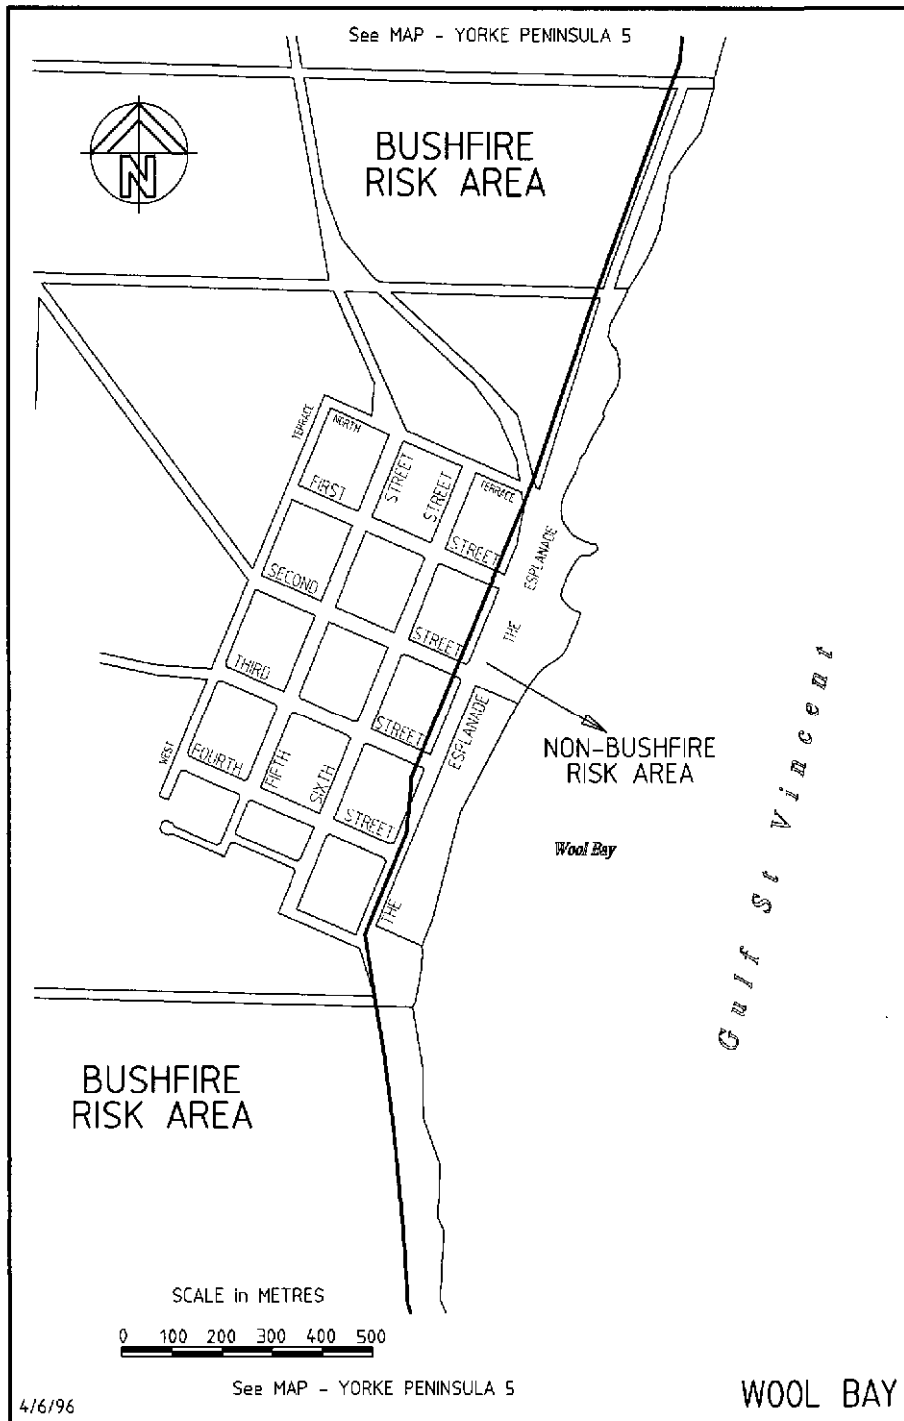 See MAP - YORKE PENINSULA 5
N
BUSHFIRE
RISK AREA
TERRACE
NORTH
FIRST
STREET
STREET
TERRACE
STREET
ESPLANADE
THE
SECOND
STREET
THIRD
STREET
ESPLANADE
WEST
FOURTH
FIFTH
SIXTH
STREET
THE
NON-BUSHFIRE
RISK AREA
Wool Bay
Gulf St Vincent
BUSHFIRE
RISK AREA
SCALE in METRES
0 100 200 300 400 500
See MAP - YORKE PENINSULA 5
4/6/96
WOOL BAY